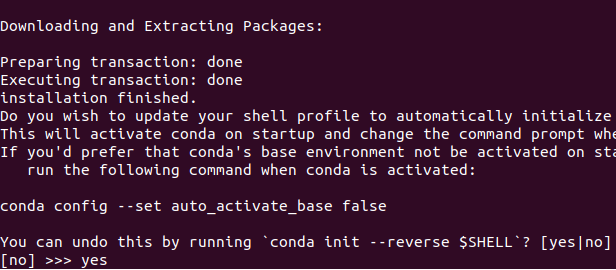 Downloading and Extracting Packages:
Preparing transaction: done
Executing transaction: done
installation finished.
Do you wish to update your shell profile to automatically initialize
This will activate conda on startup and change the command prompt whe
If you'd prefer that conda's base environment not be activated on sta
run the following command when conda is activated:
conda config --set auto_activate_base false
You can undo this by running `conda init --reverse $SHELL`? [yes|no]
[no] >>> yes